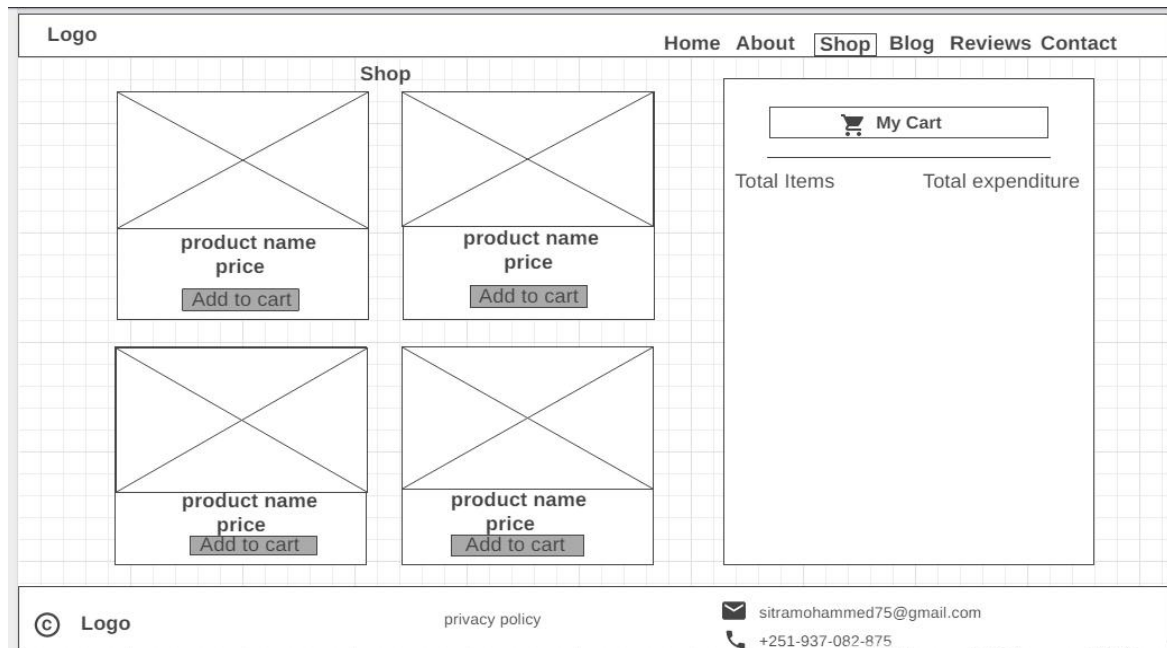 Logo
Home About Shop Blog Reviews Contact
Shop
product name
price
Add to cart
product name
price
Add to cart
product name
price
Add to cart
product name
price
Add to cart
My Cart
Total Items Total expenditure
© Logo
privacy policy
sitramohammed75@gmail.com
+251-937-082-875